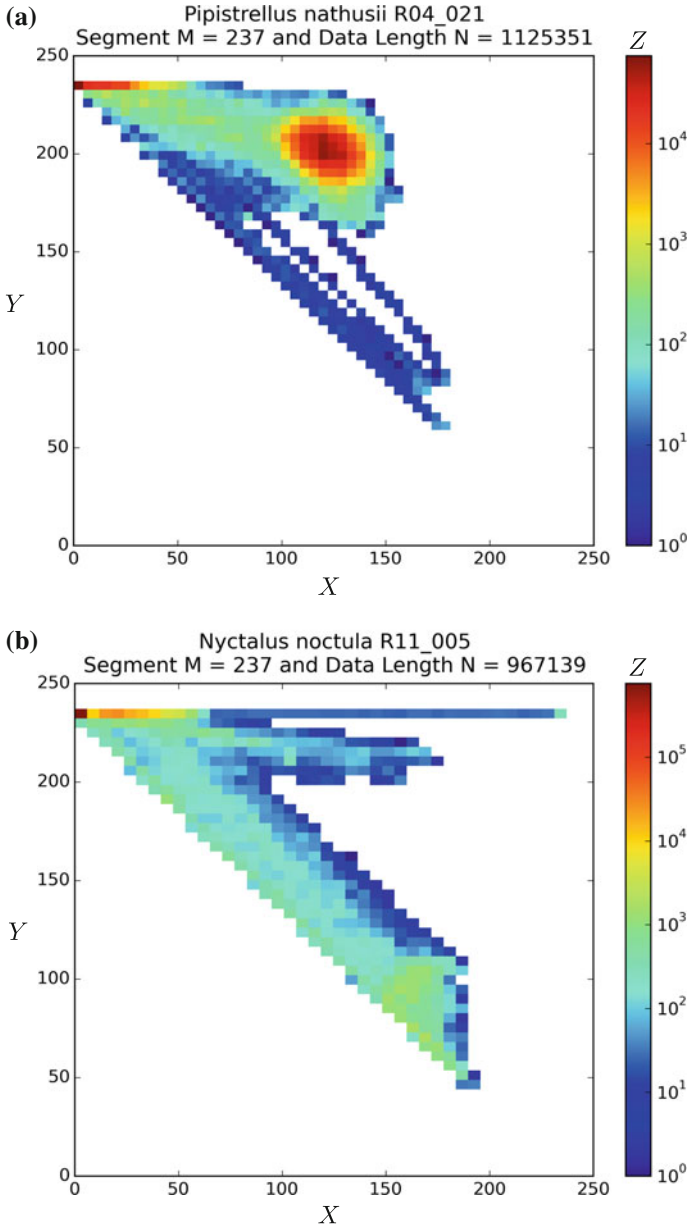 (a)
Pipistrellus nathusii R04_021
Segment M = 237 and Data Length N = 1125351
Z
250
200
150
Y
100
50
0
0 50 100 150 200 250
X
10^4
10^3
10^2
10^1
10^0
(b)
Nyctalus noctula R11_005
Segment M = 237 and Data Length N = 967139
Z
250
200
150
Y
100
50
0
0 50 100 150 200 250
X
10^5
10^4
10^3
10^2
10^1
10^0